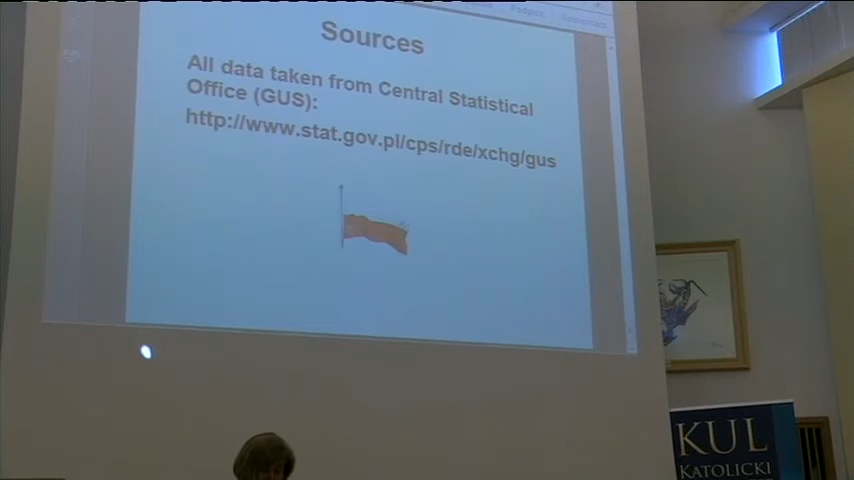 Sources
All data taken from Central Statistical
Office (GUS):
http://www.stat.gov.pl/cps/rde/xchg/gus
KUL
KATOLICKI